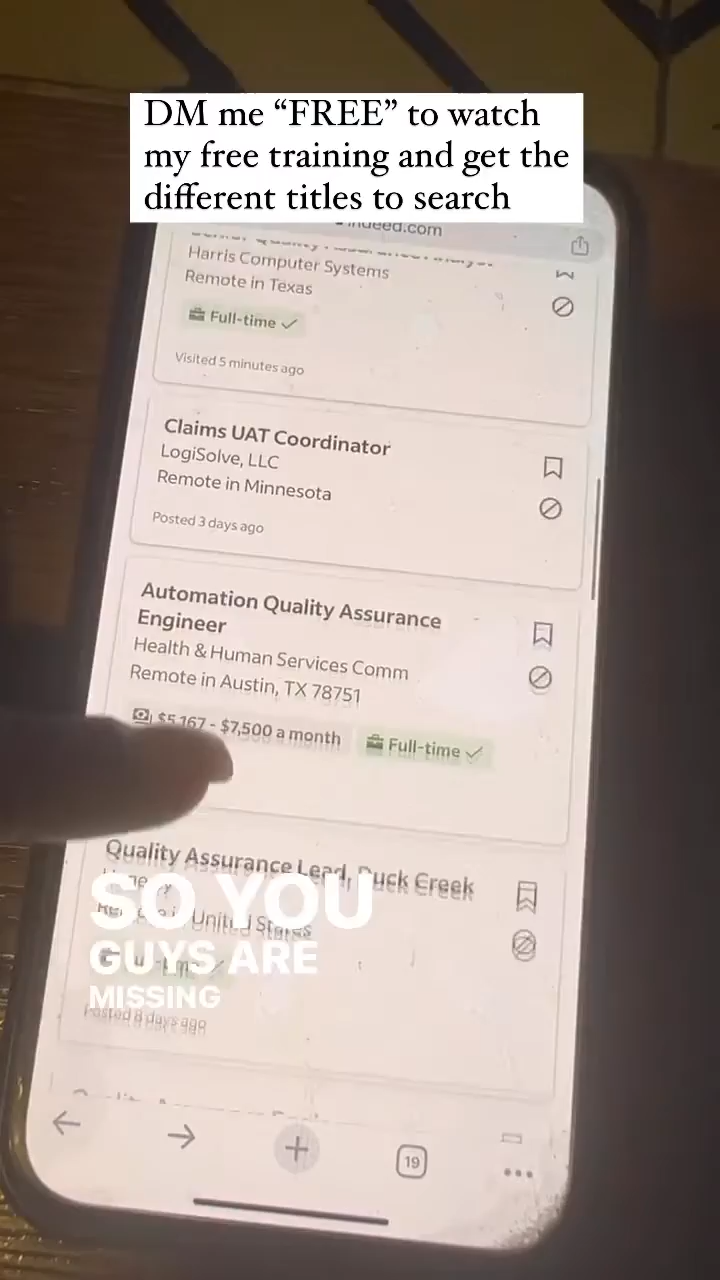 DM me “FREE” to watch
my free training and get the
different titles to search
indeed.com
Harris Computer Systems
Remote in Texas
Full-time
Visited 5 minutes ago
Claims UAT Coordinator
LogiSolve, LLC
Remote in Minnesota
Posted 3 days ago
Automation Quality Assurance
Engineer
Health & Human Services Comm
Remote in Austin, TX 78751
$5,167 - $7,500 a month
Full-time
Quality Assurance Lead, Duck Creek
SO YOU
GUYS ARE
MISSING
United States
Posted 8 days ago
19